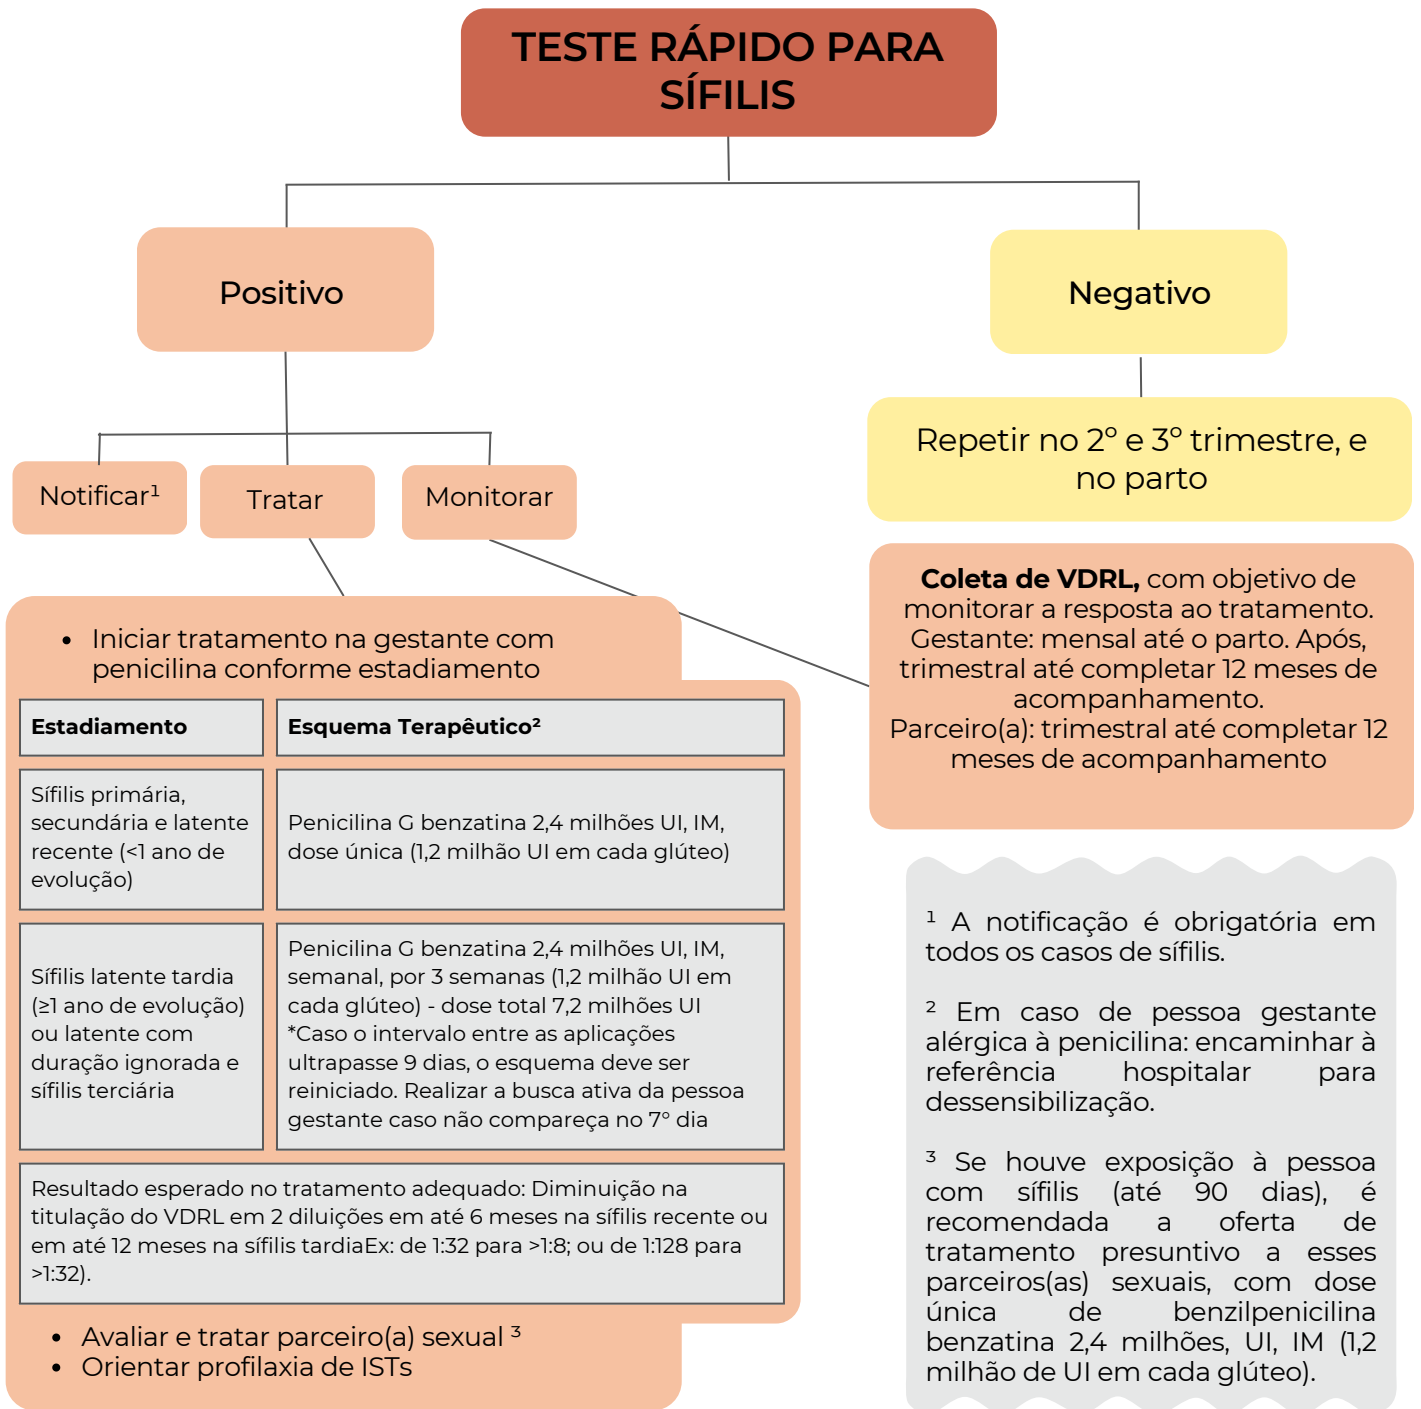 TESTE RÁPIDO PARA
SÍFILIS
Positivo
Negativo
Notificar¹
Tratar
Monitorar
Repetir no 2º e 3º trimestre, e
no parto
Coleta de VDRL, com objetivo de
monitorar a resposta ao tratamento.
Gestante: mensal até o parto. Após,
trimestral até completar 12 meses de
acompanhamento.
Parceiro(a): trimestral até completar 12
meses de acompanhamento
• Iniciar tratamento na gestante com
penicilina conforme estadiamento
Estadiamento
Esquema Terapêutico²
Sífilis primária,
secundária e latente
recente (<1 ano de
evolução)
Penicilina G benzatina 2,4 milhões UI, IM,
dose única (1,2 milhão UI em cada glúteo)
Sífilis latente tardia
(≥1 ano de evolução)
ou latente com
duração ignorada e
sífilis terciária
Penicilina G benzatina 2,4 milhões UI, IM,
semanal, por 3 semanas (1,2 milhão UI em
cada glúteo) - dose total 7,2 milhões UI
*Caso o intervalo entre as aplicações
ultrapasse 9 dias, o esquema deve ser
reiniciado. Realizar a busca ativa da pessoa
gestante caso não compareça no 7° dia
Resultado esperado no tratamento adequado: Diminuição na
titulação do VDRL em 2 diluições em até 6 meses na sífilis recente ou
em até 12 meses na sífilis tardiaEx: de 1:32 para >1:8; ou de 1:128 para
>1:32).
• Avaliar e tratar parceiro(a) sexual ³
• Orientar profilaxia de ISTs
¹ A notificação é obrigatória em
todos os casos de sífilis.
² Em caso de pessoa gestante
alérgica à penicilina: encaminhar à
referência hospitalar para
dessensibilização.
³ Se houve exposição à pessoa
com sífilis (até 90 dias), é
recomendada a oferta de
tratamento presuntivo a esses
parceiros(as) sexuais, com dose
única de benzilpenicilina
benzatina 2,4 milhões, UI, IM (1,2
milhão de UI em cada glúteo).